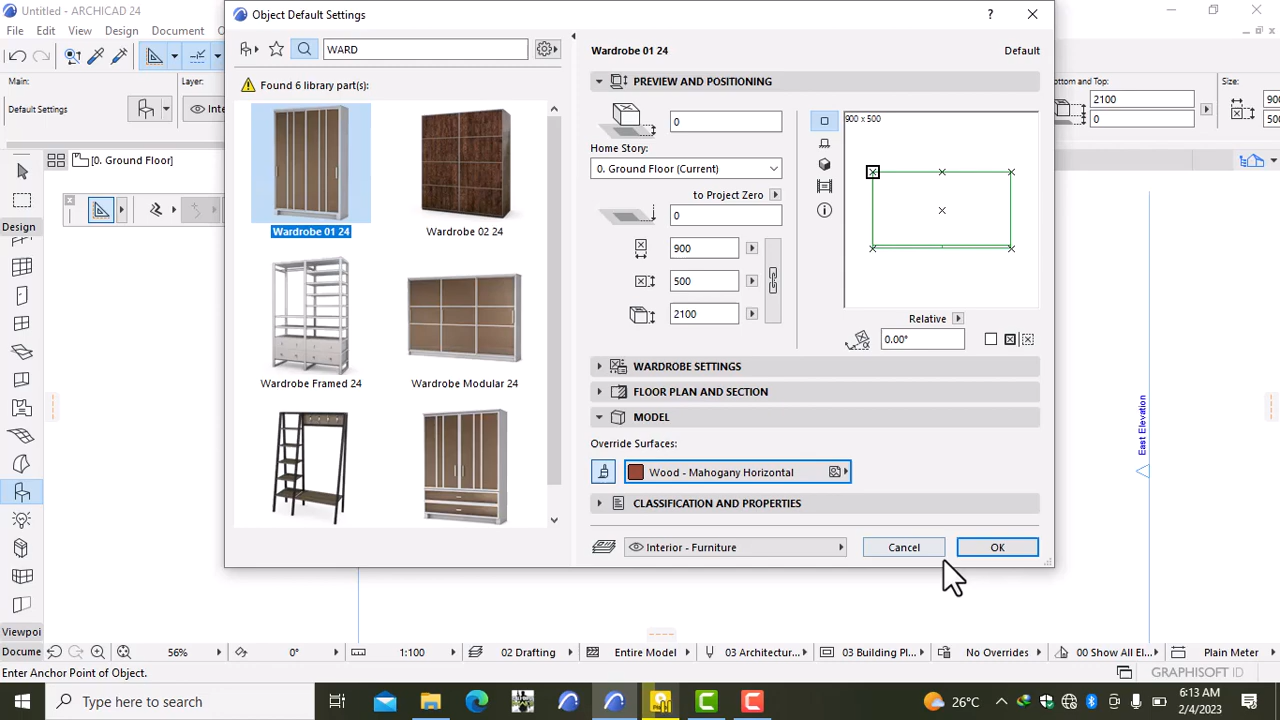 Untitled - ARCHICAD 24
File
Edit
View
Design
Document
Main:
Layer:
Default Settings
Inte
[0. Ground Floor]
Design
Object Default Settings
?
WARD
Found 6 library part(s):
Wardrobe 01 24
Wardrobe 02 24
Wardrobe Framed 24
Wardrobe Modular 24
Wardrobe 01 24
Default
PREVIEW AND POSITIONING
0
Home Story:
0. Ground Floor (Current)
to Project Zero
0
900
500
2100
900 x 500
Relative
0.00°
WARDROBE SETTINGS
FLOOR PLAN AND SECTION
MODEL
Override Surfaces:
Wood - Mahogany Horizontal
CLASSIFICATION AND PROPERTIES
Interior - Furniture
Cancel
OK
ottom and Top:
Size:
2100
900
0
500
East Elevation
Viewpoi
Docume
56%
0°
1:100
02 Drafting
Entire Model
03 Architectur...
03 Building Pl...
No Overrides
00 Show All El...
Plain Meter
Enter Anchor Point of Object.
GRAPHISOFT ID
Type here to search
26°C
6:13 AM
2/4/2023